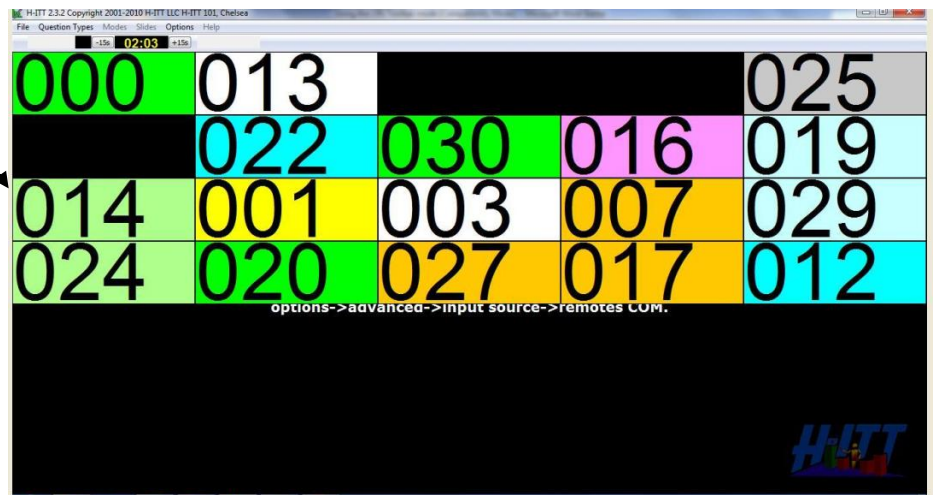 H-ITT 2.3.2 Copyright 2001-2010 H-ITT LLC H-ITT 101, Chelsea
File Question Types Modes Slides Options Help
-15s 02:03 +15s
000 013 025
022 030 016 019
014 001 003 007 029
024 020 027 017 012
options->advanced->input source->remotes COM.
H-ITT